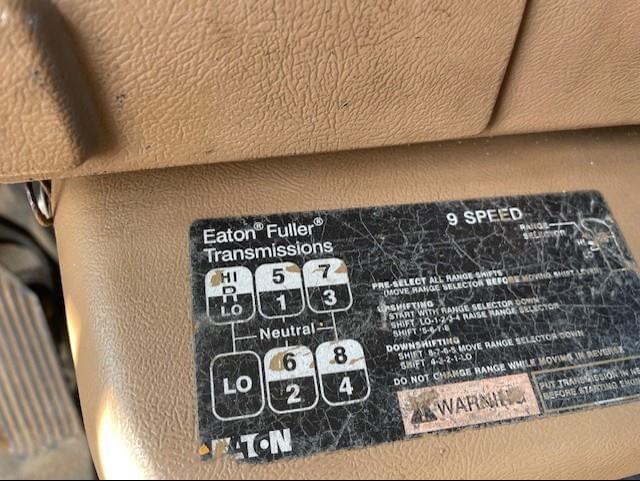 Eaton® Fuller®
Transmissions
9 SPEED
RANGE
SELECTION
HI
HI
R
LO
5
1
7
3
Neutral
LO
6
2
8
4
PRE-SELECT ALL RANGE SHIFTS
(MOVE RANGE SELECTOR BEFORE MOVING SHIFT LEVER)
UPSHIFTING
START WITH RANGE SELECTOR DOWN
SHIFT LO-1-2-3-4 RAISE RANGE SELECTOR
SHIFT 5-6-7-8
DOWNSHIFTING
SHIFT 8-7-6-5 MOVE RANGE SELECTOR DOWN
SHIFT 4-3-2-1-LO
DO NOT CHANGE RANGE WHILE MOVING IN REVERSE
WARNING
PUT TRANSMISSION IN
BEFORE STARTING
EATON